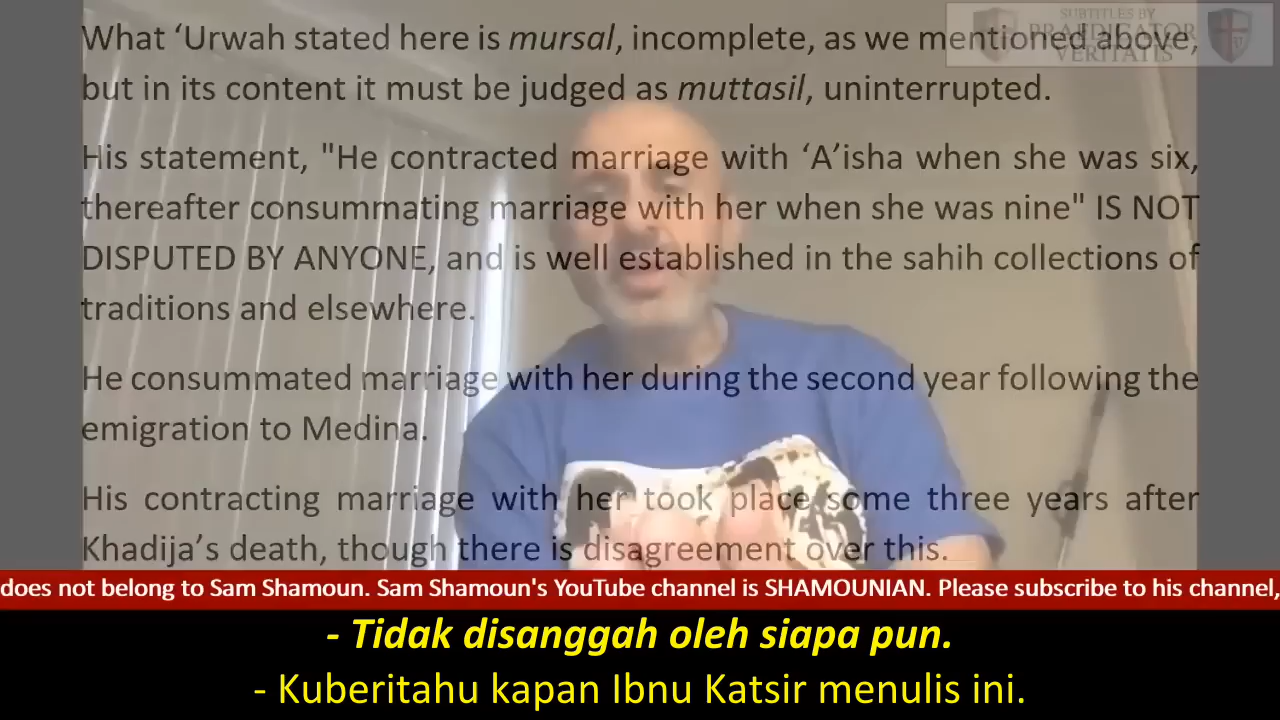 SUBTITLES BY
PRAEDICATOR
VERITATIS
What ‘Urwah stated here is mursal, incomplete, as we mentioned above,
but in its content it must be judged as muttasil, uninterrupted.
His statement, "He contracted marriage with ‘A’isha when she was six,
thereafter consummating marriage with her when she was nine" IS NOT
DISPUTED BY ANYONE, and is well established in the sahih collections of
traditions and elsewhere.
He consummated marriage with her during the second year following the
emigration to Medina.
His contracting marriage with her took place some three years after
Khadija’s death, though there is disagreement over this.
does not belong to Sam Shamoun. Sam Shamoun's YouTube channel is SHAMOUNIAN. Please subscribe to his channel,
- Tidak disanggah oleh siapa pun.
- Kuberitahu kapan Ibnu Katsir menulis ini.